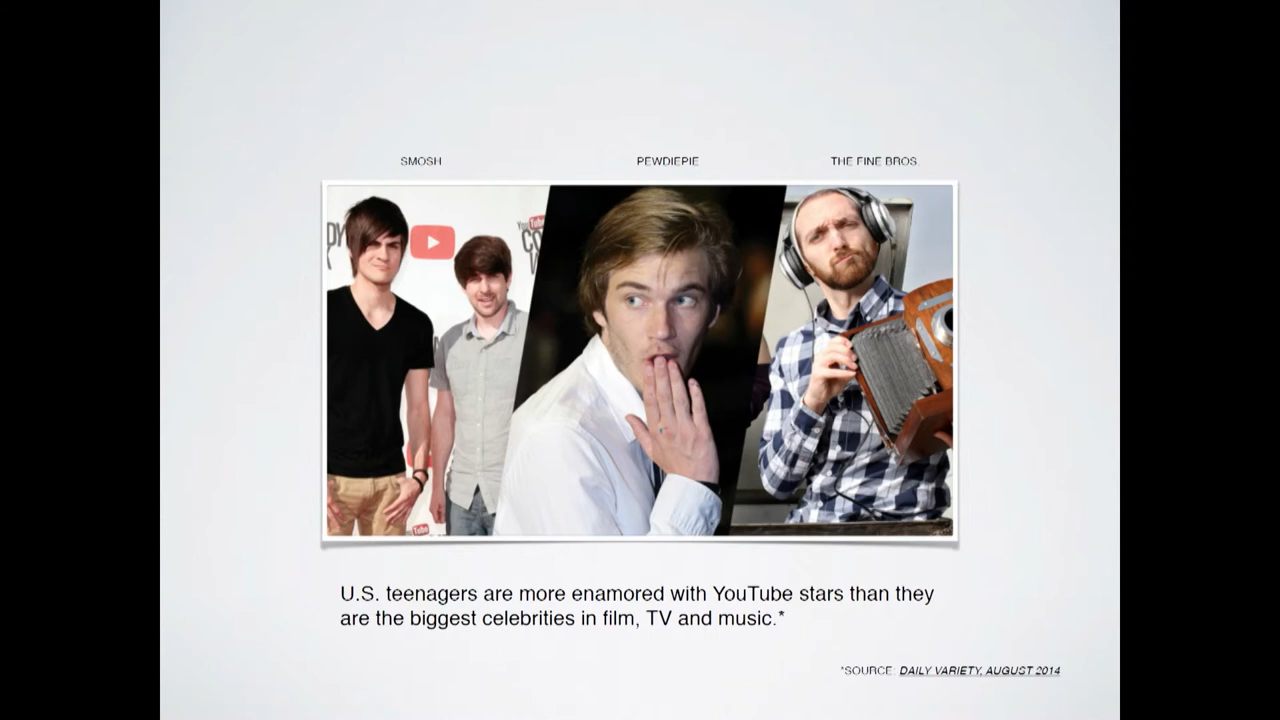 SMOSH
PEWDIEPIE
THE FINE BROS.
U.S. teenagers are more enamored with YouTube stars than they
are the biggest celebrities in film, TV and music.*
*SOURCE: DAILY VARIETY, AUGUST 2014